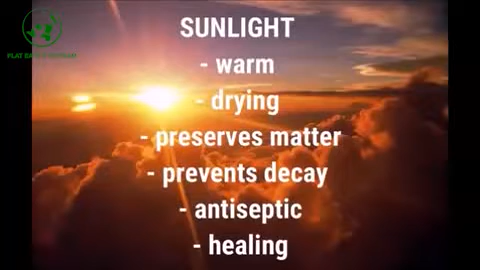 SUNLIGHT
- warm
- drying
- preserves matter
- prevents decay
- antiseptic
- healing